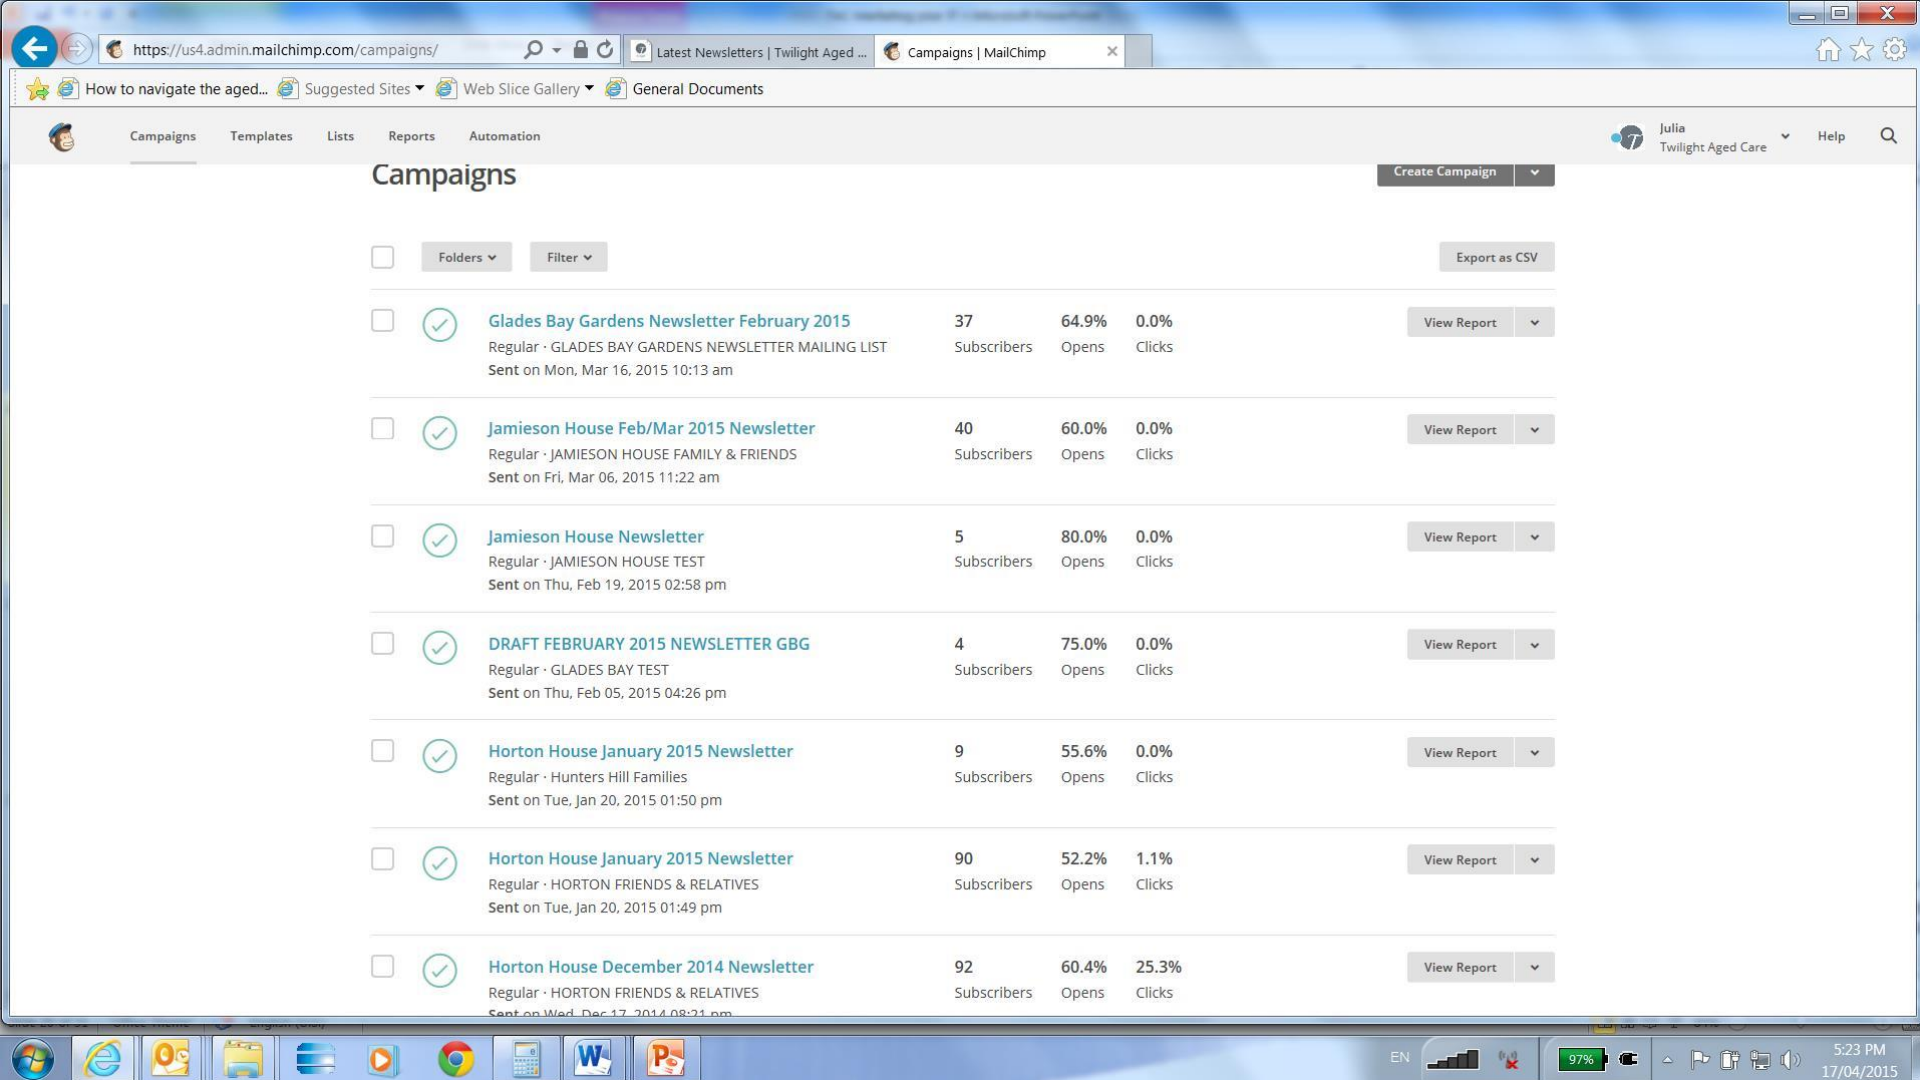 https://us4.admin.mailchimp.com/campaigns/
Latest Newsletters | Twilight Aged ...
Campaigns | MailChimp
How to navigate the aged...
Suggested Sites
Web Slice Gallery
General Documents
Campaigns
Templates
Lists
Reports
Automation
Julia
Twilight Aged Care
Help
Campaigns
Create Campaign
Folders
Filter
Export as CSV
Glades Bay Gardens Newsletter February 2015
37
64.9%
0.0%
View Report
Regular · GLADES BAY GARDENS NEWSLETTER MAILING LIST
Subscribers
Opens
Clicks
Sent on Mon, Mar 16, 2015 10:13 am
Jamieson House Feb/Mar 2015 Newsletter
40
60.0%
0.0%
View Report
Regular · JAMIESON HOUSE FAMILY & FRIENDS
Subscribers
Opens
Clicks
Sent on Fri, Mar 06, 2015 11:22 am
Jamieson House Newsletter
5
80.0%
0.0%
View Report
Regular · JAMIESON HOUSE TEST
Subscribers
Opens
Clicks
Sent on Thu, Feb 19, 2015 02:58 pm
DRAFT FEBRUARY 2015 NEWSLETTER GBG
4
75.0%
0.0%
View Report
Regular · GLADES BAY TEST
Subscribers
Opens
Clicks
Sent on Thu, Feb 05, 2015 04:26 pm
Horton House January 2015 Newsletter
9
55.6%
0.0%
View Report
Regular · Hunters Hill Families
Subscribers
Opens
Clicks
Sent on Tue, Jan 20, 2015 01:50 pm
Horton House January 2015 Newsletter
90
52.2%
1.1%
View Report
Regular · HORTON FRIENDS & RELATIVES
Subscribers
Opens
Clicks
Sent on Tue, Jan 20, 2015 01:49 pm
Horton House December 2014 Newsletter
92
60.4%
25.3%
View Report
Regular · HORTON FRIENDS & RELATIVES
Subscribers
Opens
Clicks
Sent on Wed, Dec 17, 2014 08:21 pm
EN
97%
5:23 PM
17/04/2015